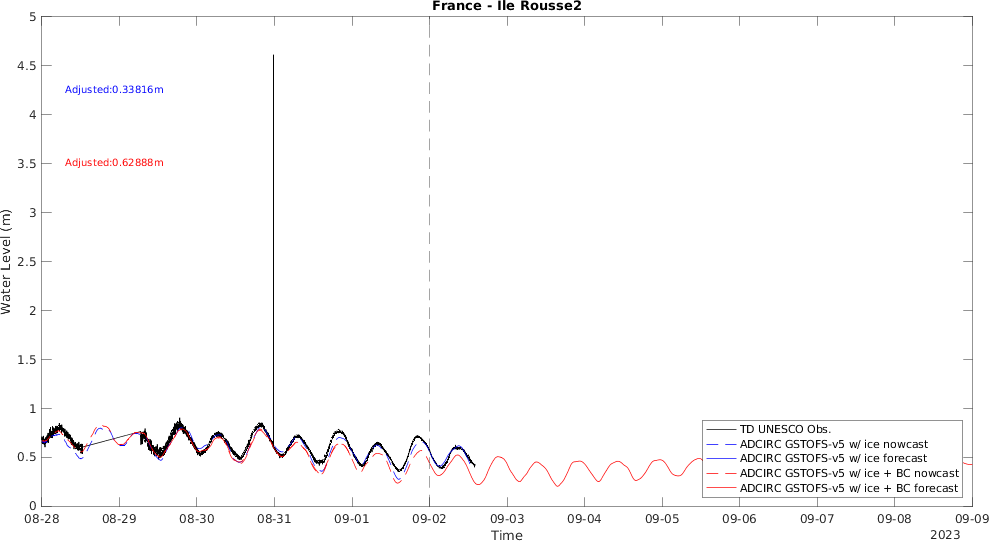 France - Ile Rousse2
5
4.5
4
3.5
3
2.5
2
1.5
1
0.5
0
Water Level (m)
Adjusted:0.33816m
Adjusted:0.62888m
TD UNESCO Obs.
ADCIRC GSTOFS-v5 w/ ice nowcast
ADCIRC GSTOFS-v5 w/ ice forecast
ADCIRC GSTOFS-v5 w/ ice + BC nowcast
ADCIRC GSTOFS-v5 w/ ice + BC forecast
08-28 08-29 08-30 08-31 09-01 09-02 09-03 09-04 09-05 09-06 09-07 09-08 09-09
Time
2023